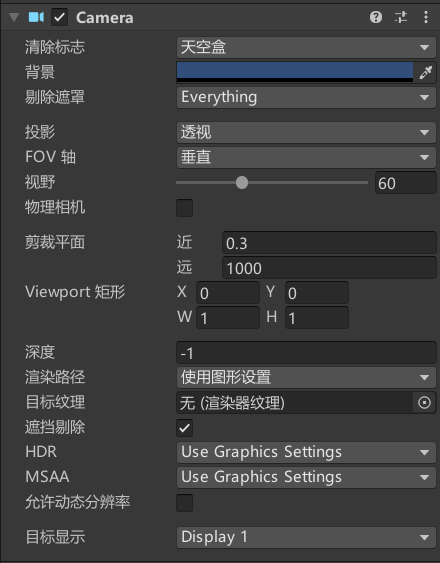 Camera
清除标志 天空盒
背景
剔除遮罩 Everything
投影 透视
FOV 轴 垂直
视野 60
物理相机
剪裁平面 近 0.3
远 1000
Viewport 矩形 X 0 Y 0
W 1 H 1
深度 -1
渲染路径 使用图形设置
目标纹理 无 (渲染器纹理)
遮挡剔除
HDR Use Graphics Settings
MSAA Use Graphics Settings
允许动态分辨率
目标显示 Display 1